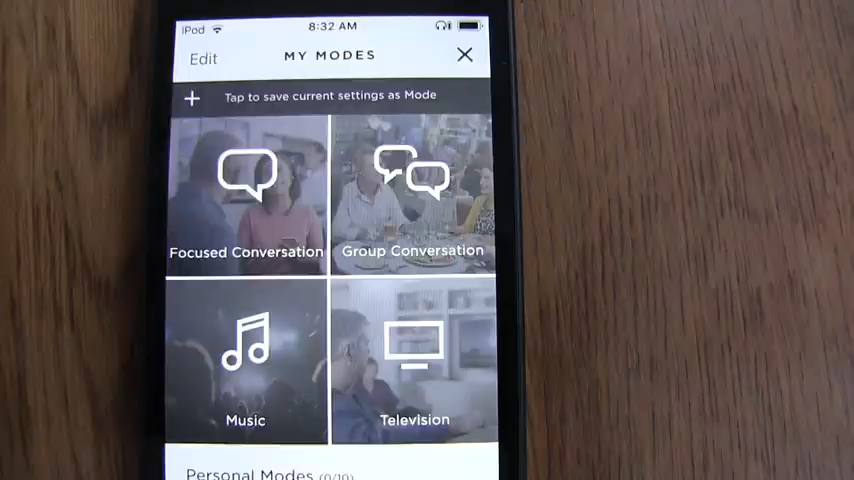 iPod 8:32 AM
Edit MY MODES
Tap to save current settings as Mode
Focused Conversation Group Conversation
Music Television
Personal Modes (0/10)